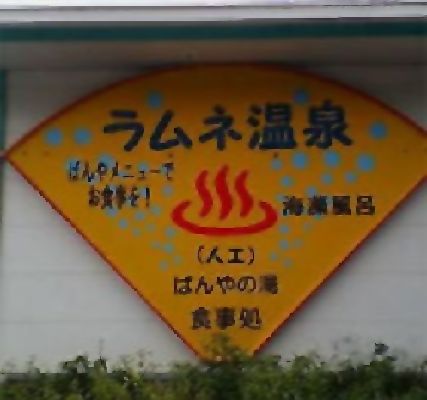 ラムネ温泉
ばんやメニューで
お食事を!
海瀬風呂
(人工)
ばんやの湯
食事処